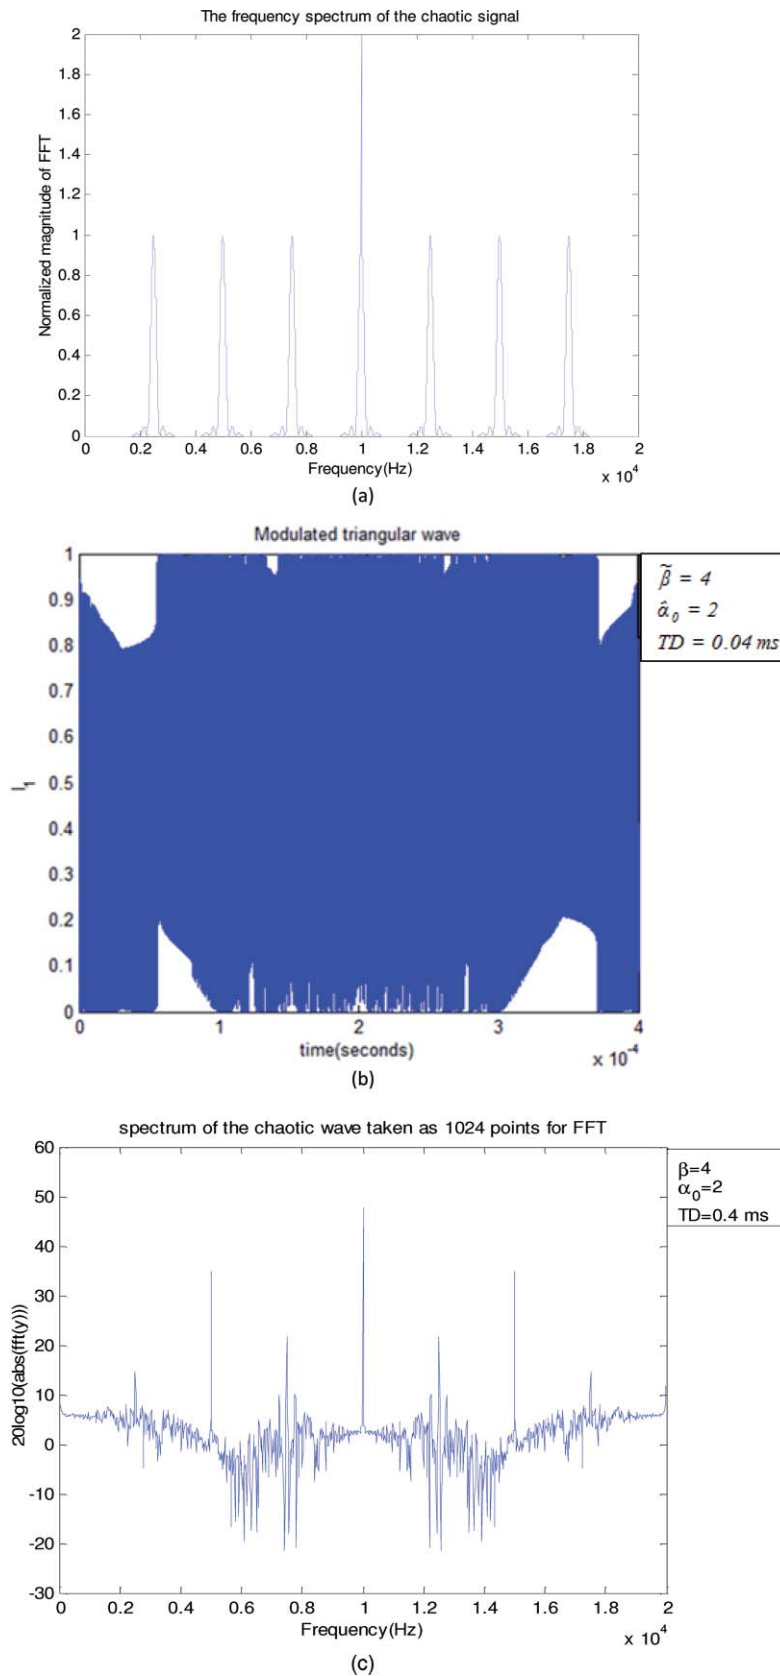 The frequency spectrum of the chaotic signal
2
1.8
1.6
1.4
1.2
1
0.8
0.6
0.4
0.2
0
Normalized magnitude of FFT
0 0.2 0.4 0.6 0.8 1 1.2 1.4 1.6 1.8 2
Frequency(Hz)
x 10^4
(a)
Modulated triangular wave
1
0.9
0.8
0.7
0.6
0.5
0.4
0.3
0.2
0.1
0
I_1
β̃ = 4
α̂_0 = 2
TD = 0.04 ms
0 1 2 3 4
time(seconds)
x 10^-4
(b)
spectrum of the chaotic wave taken as 1024 points for FFT
60
50
40
30
20
10
0
-10
-20
-30
20log10(abs(fft(y)))
β=4
α_0=2
TD=0.4 ms
0 0.2 0.4 0.6 0.8 1 1.2 1.4 1.6 1.8 2
Frequency(Hz)
x 10^4
(c)